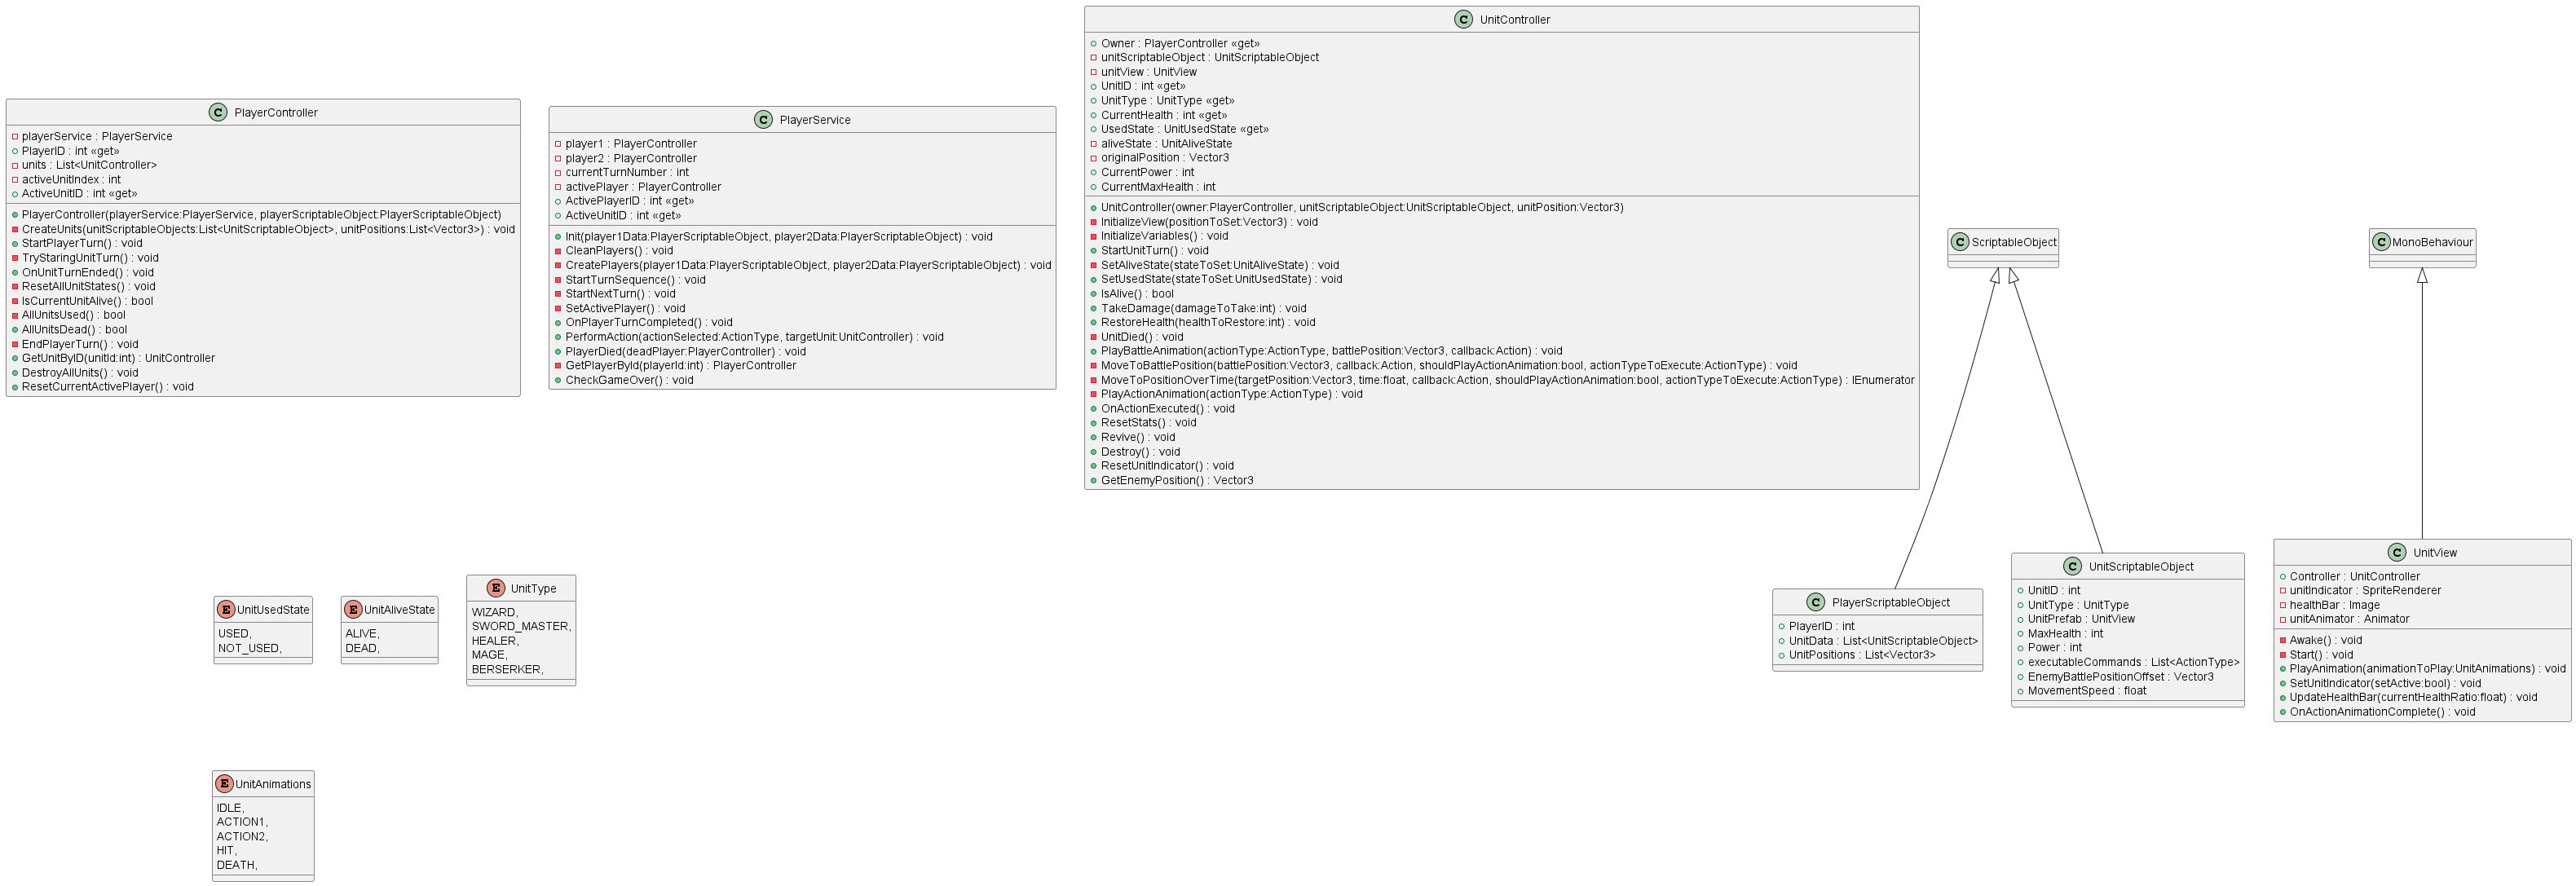 C PlayerController
playerService : PlayerService
PlayerID : int «get»
units : List<UnitController>
activeUnitIndex : int
ActiveUnitID : int «get»
PlayerController(playerService:PlayerService, playerScriptableObject:PlayerScriptableObject)
CreateUnits(unitScriptableObjects:List<UnitScriptableObject>, unitPositions:List<Vector3>) : void
StartPlayerTurn() : void
TryStaringUnitTurn() : void
OnUnitTurnEnded() : void
ResetAllUnitStates() : void
IsCurrentUnitAlive() : bool
AllUnitsUsed() : bool
AllUnitsDead() : bool
EndPlayerTurn() : void
GetUnitByID(unitId:int) : UnitController
DestroyAllUnits() : void
ResetCurrentActivePlayer() : void
C PlayerService
player1 : PlayerController
player2 : PlayerController
currentTurnNumber : int
activePlayer : PlayerController
ActivePlayerID : int «get»
ActiveUnitID : int «get»
Init(player1Data:PlayerScriptableObject, player2Data:PlayerScriptableObject) : void
CleanPlayers() : void
CreatePlayers(player1Data:PlayerScriptableObject, player2Data:PlayerScriptableObject) : void
StartTurnSequence() : void
StartNextTurn() : void
SetActivePlayer() : void
OnPlayerTurnCompleted() : void
PerformAction(actionSelected:ActionType, targetUnit:UnitController) : void
PlayerDied(deadPlayer:PlayerController) : void
GetPlayerById(playerId:int) : PlayerController
CheckGameOver() : void
C UnitController
Owner : PlayerController «get»
unitScriptableObject : UnitScriptableObject
unitView : UnitView
UnitID : int «get»
UnitType : UnitType «get»
CurrentHealth : int «get»
UsedState : UnitUsedState «get»
aliveState : UnitAliveState
originalPosition : Vector3
CurrentPower : int
CurrentMaxHealth : int
UnitController(owner:PlayerController, unitScriptableObject:UnitScriptableObject, unitPosition:Vector3)
InitializeView(positionToSet:Vector3) : void
InitializeVariables() : void
StartUnitTurn() : void
SetAliveState(stateToSet:UnitAliveState) : void
SetUsedState(stateToSet:UnitUsedState) : void
IsAlive() : bool
TakeDamage(damageToTake:int) : void
RestoreHealth(healthToRestore:int) : void
UnitDied() : void
PlayBattleAnimation(actionType:ActionType, battlePosition:Vector3, callback:Action) : void
MoveToBattlePosition(battlePosition:Vector3, callback:Action, shouldPlayActionAnimation:bool, actionTypeToExecute:ActionType) : void
MoveToPositionOverTime(targetPosition:Vector3, time:float, callback:Action, shouldPlayActionAnimation:bool, actionTypeToExecute:ActionType) : IEnumerator
PlayActionAnimation(actionType:ActionType) : void
OnActionExecuted() : void
ResetStats() : void
Revive() : void
Destroy() : void
ResetUnitIndicator() : void
GetEnemyPosition() : Vector3
C ScriptableObject
C MonoBehaviour
E UnitUsedState
USED,
NOT_USED,
E UnitAliveState
ALIVE,
DEAD,
E UnitType
WIZARD,
SWORD_MASTER,
HEALER,
MAGE,
BERSERKER,
C PlayerScriptableObject
PlayerID : int
UnitData : List<UnitScriptableObject>
UnitPositions : List<Vector3>
C UnitScriptableObject
UnitID : int
UnitType : UnitType
UnitPrefab : UnitView
MaxHealth : int
Power : int
executableCommands : List<ActionType>
EnemyBattlePositionOffset : Vector3
MovementSpeed : float
C UnitView
Controller : UnitController
unitIndicator : SpriteRenderer
healthBar : Image
unitAnimator : Animator
Awake() : void
Start() : void
PlayAnimation(animationToPlay:UnitAnimations) : void
SetUnitIndicator(setActive:bool) : void
UpdateHealthBar(currentHealthRatio:float) : void
OnActionAnimationComplete() : void
E UnitAnimations
IDLE,
ACTION1,
ACTION2,
HIT,
DEATH,